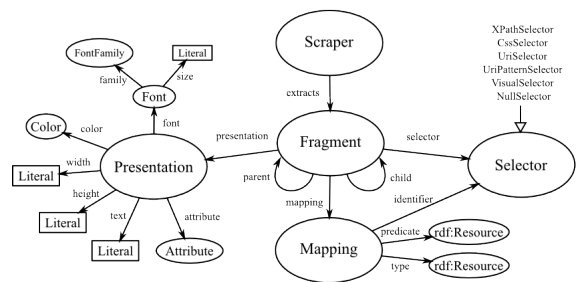 XPathSelector
CssSelector
UriSelector
UriPatternSelector
VisualSelector
NullSelector
Scraper
FontFamily
Literal
family
size
Font
extracts
font
Color
color
presentation
Fragment
selector
width
Presentation
Selector
Literal
parent
child
height
mapping
identifier
Literal
text
attribute
predicate
rdf:Resource
Literal
Attribute
Mapping
type
rdf:Resource